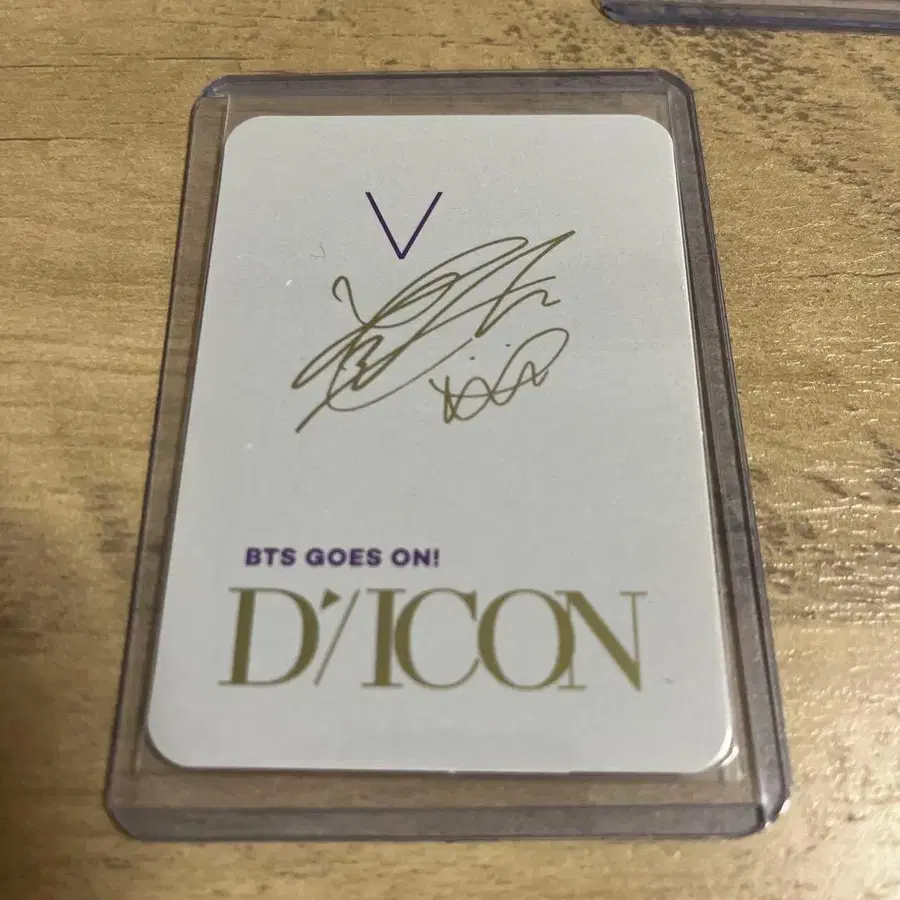 V
BTS GOES ON!
D'/ICON